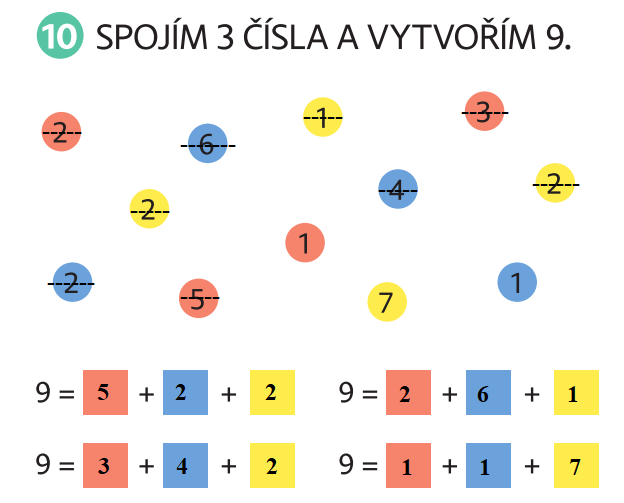 10 SPOJÍM 3 ČÍSLA A VYTVOŘÍM 9.
2 6 1 3
2 4 2
1
2 5 7 1
9 = 5 + 2 + 2 9 = 2 + 6 + 1
9 = 3 + 4 + 2 9 = 1 + 1 + 7